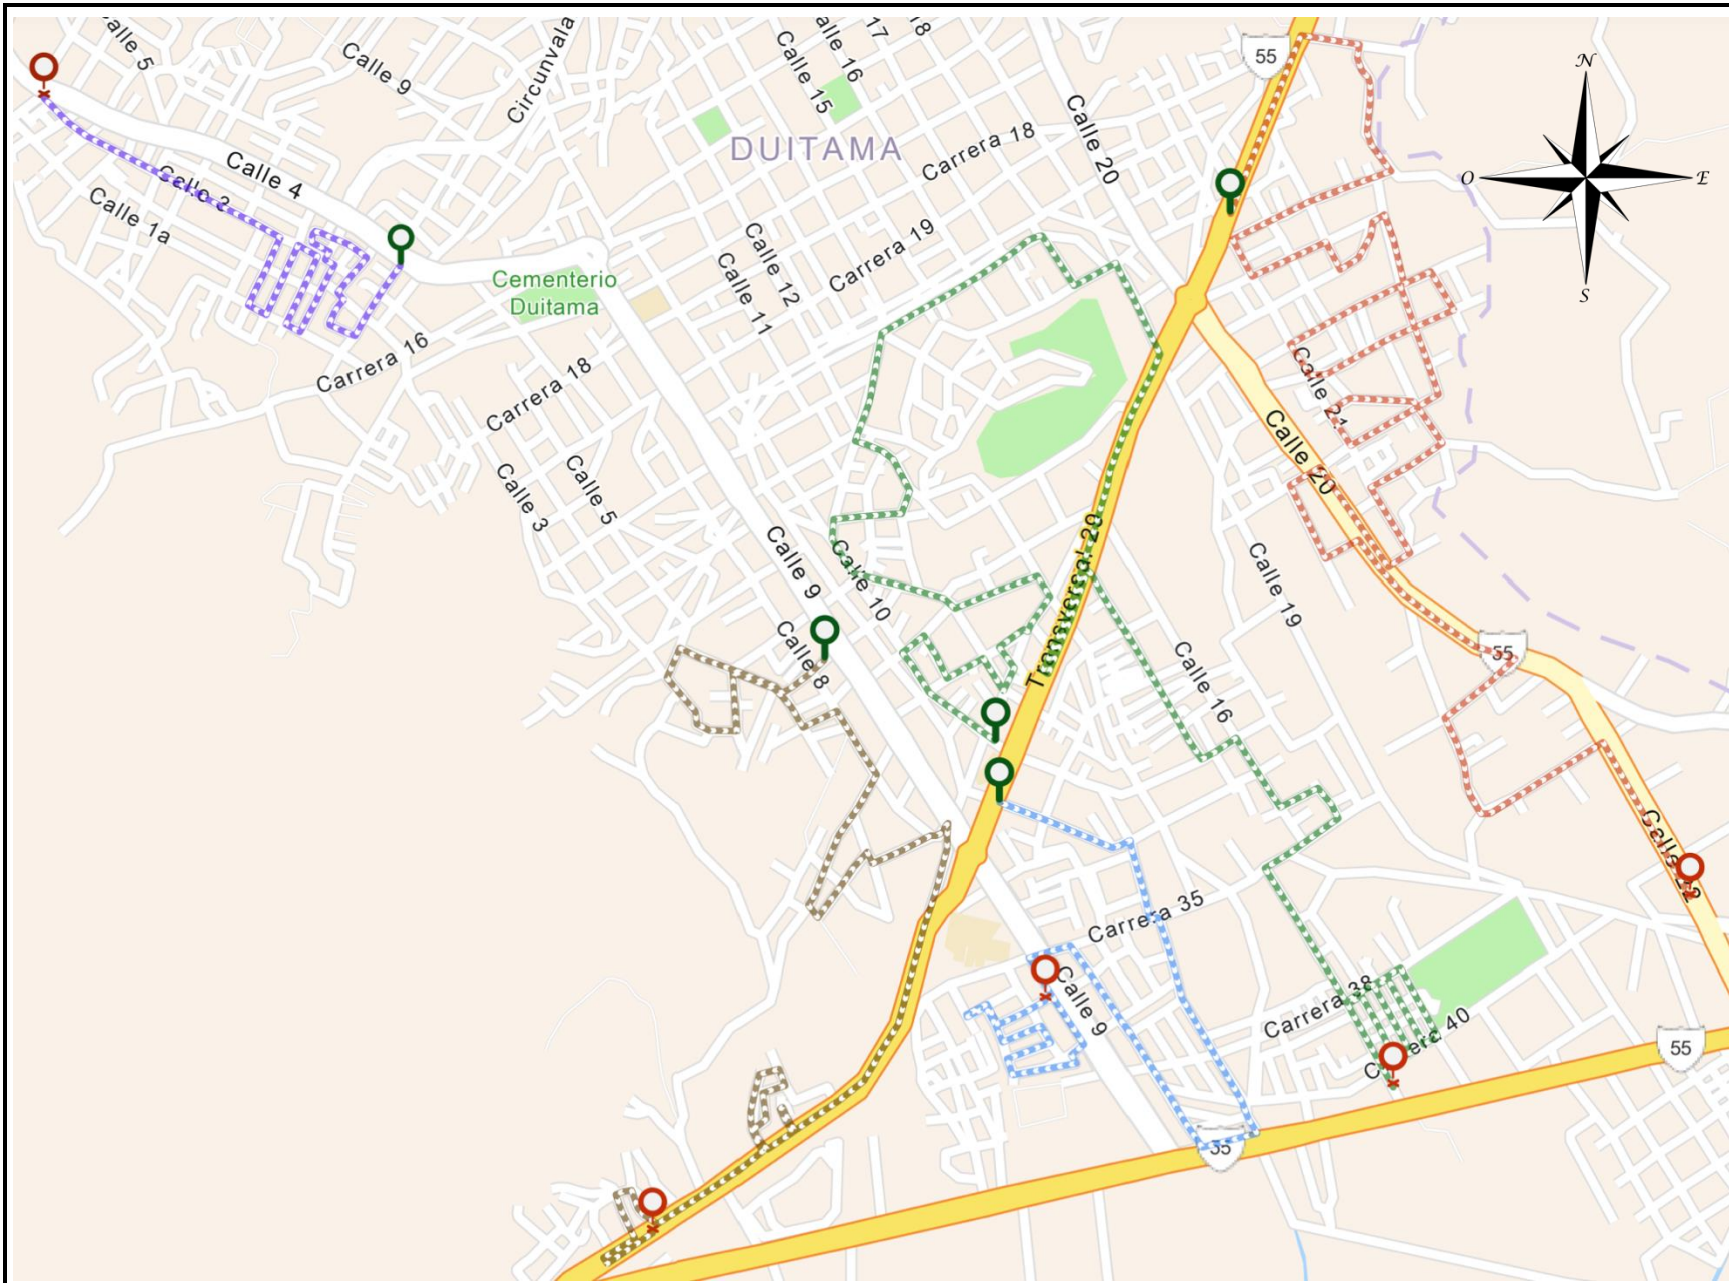 Calle 5
Calle 9
Circunvala
Calle 15
alle 16
17
18
55
N
Calle 20
DUITAMA
Carrera 18
O
E
Calle 4
Calle 3
Calle 1a
S
Calle 12
Calle 11
Carrera 19
Cementerio
Duitama
Carrera 16
Carrera 18
Calle 21
Calle 20
Calle 3
Calle 5
Calle 9
Calle 10
Transversal 29
Calle 19
Calle 8
Calle 16
55
Calle 22
Carrera 35
Calle 9
Carrera 38
Carrera 40
55
55